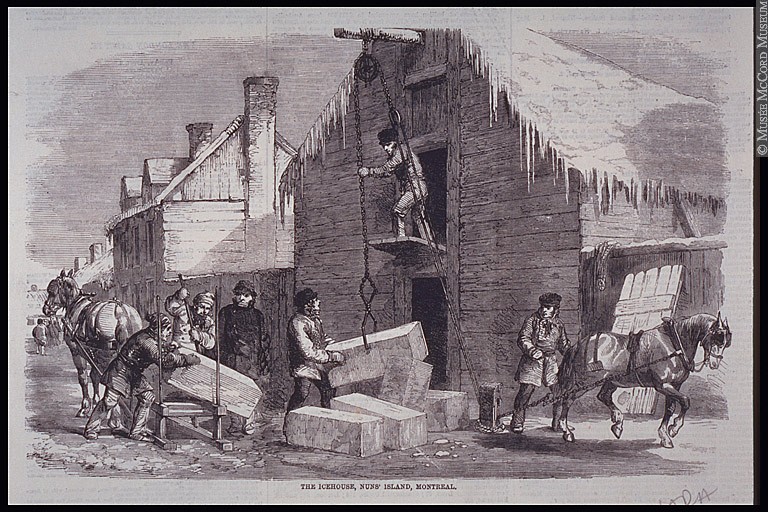 © MUSÉE McCORD MUSEUM
THE ICEHOUSE, NUNS' ISLAND, MONTREAL.